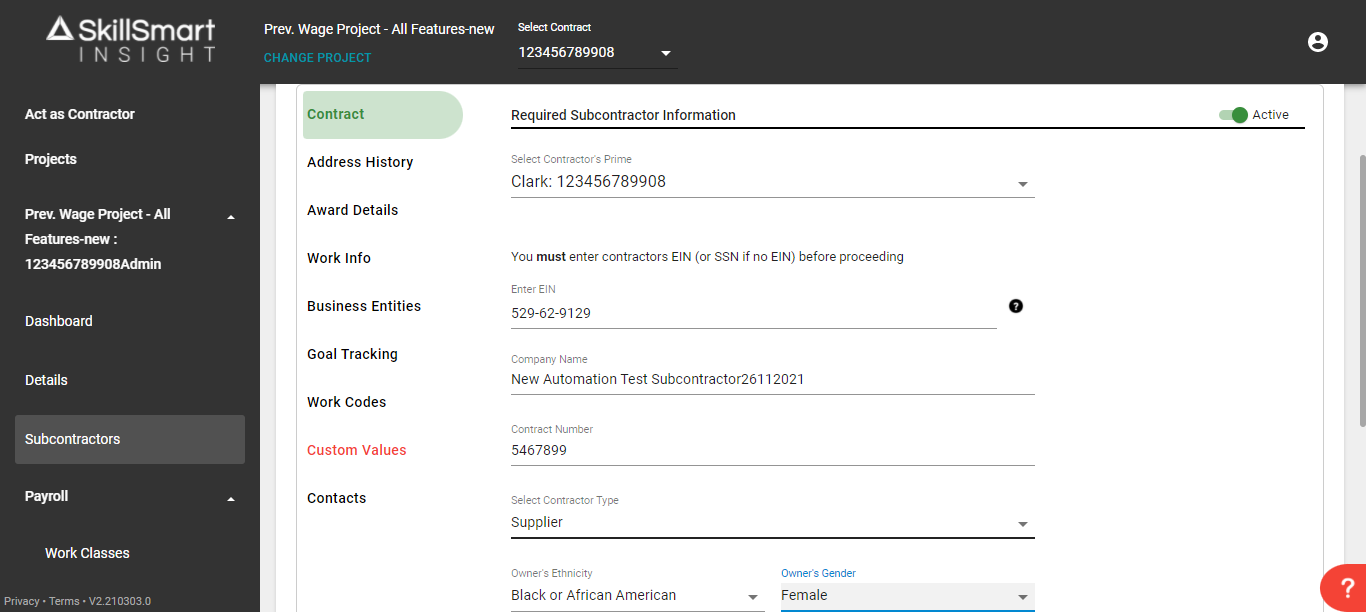 SkillSmart
INSIGHT
Prev. Wage Project - All Features-new
CHANGE PROJECT
Select Contract
123456789908
Act as Contractor
Projects
Prev. Wage Project - All
Features-new :
123456789908Admin
Dashboard
Details
Subcontractors
Payroll
Work Classes
Privacy • Terms • V2.210303.0
Contract
Address History
Award Details
Work Info
Business Entities
Goal Tracking
Work Codes
Custom Values
Contacts
Required Subcontractor Information
Active
Select Contractor's Prime
Clark: 123456789908
You must enter contractors EIN (or SSN if no EIN) before proceeding
Enter EIN
529-62-9129
?
Company Name
New Automation Test Subcontractor26112021
Contract Number
5467899
Select Contractor Type
Supplier
Owner's Ethnicity
Black or African American
Owner's Gender
Female
?